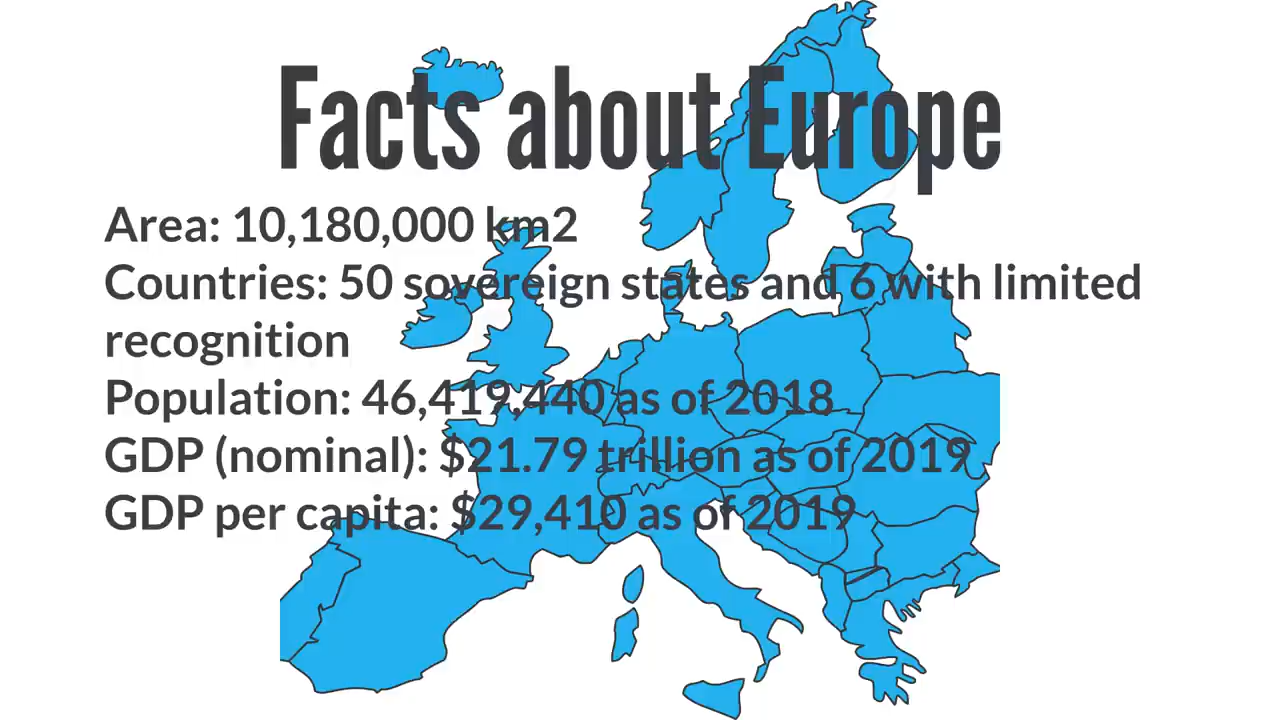 Facts about Europe
Area: 10,180,000 km2
Countries: 50 sovereign states and 6 with limited
recognition
Population: 46,419,440 as of 2018
GDP (nominal): $21.79 trillion as of 2019
GDP per capita: $29,410 as of 2019